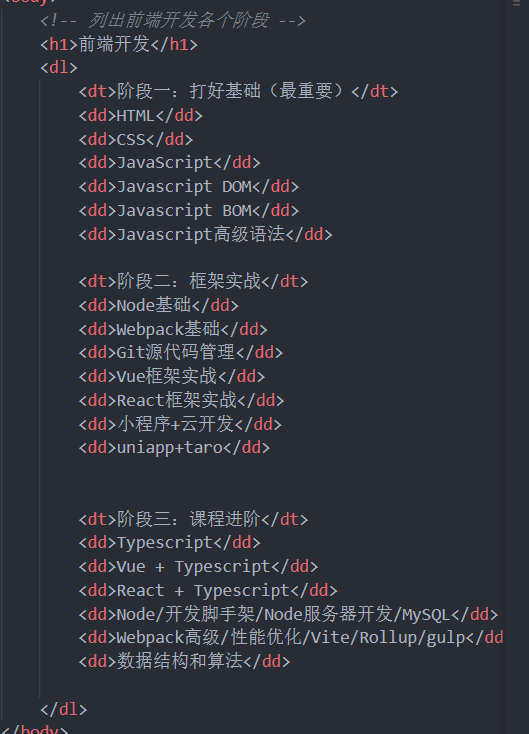 <body>
<!-- 列出前端开发各个阶段 -->
<h1>前端开发</h1>
<dl>
<dt>阶段一：打好基础（最重要）</dt>
<dd>HTML</dd>
<dd>CSS</dd>
<dd>JavaScript</dd>
<dd>Javascript DOM</dd>
<dd>Javascript BOM</dd>
<dd>Javascript高级语法</dd>
<dt>阶段二：框架实战</dt>
<dd>Node基础</dd>
<dd>Webpack基础</dd>
<dd>Git源代码管理</dd>
<dd>Vue框架实战</dd>
<dd>React框架实战</dd>
<dd>小程序+云开发</dd>
<dd>uniapp+taro</dd>
<dt>阶段三：课程进阶</dt>
<dd>Typescript</dd>
<dd>Vue + Typescript</dd>
<dd>React + Typescript</dd>
<dd>Node/开发脚手架/Node服务器开发/MySQL</dd>
<dd>Webpack高级/性能优化/Vite/Rollup/gulp</dd
<dd>数据结构和算法</dd>
</dl>
</body>